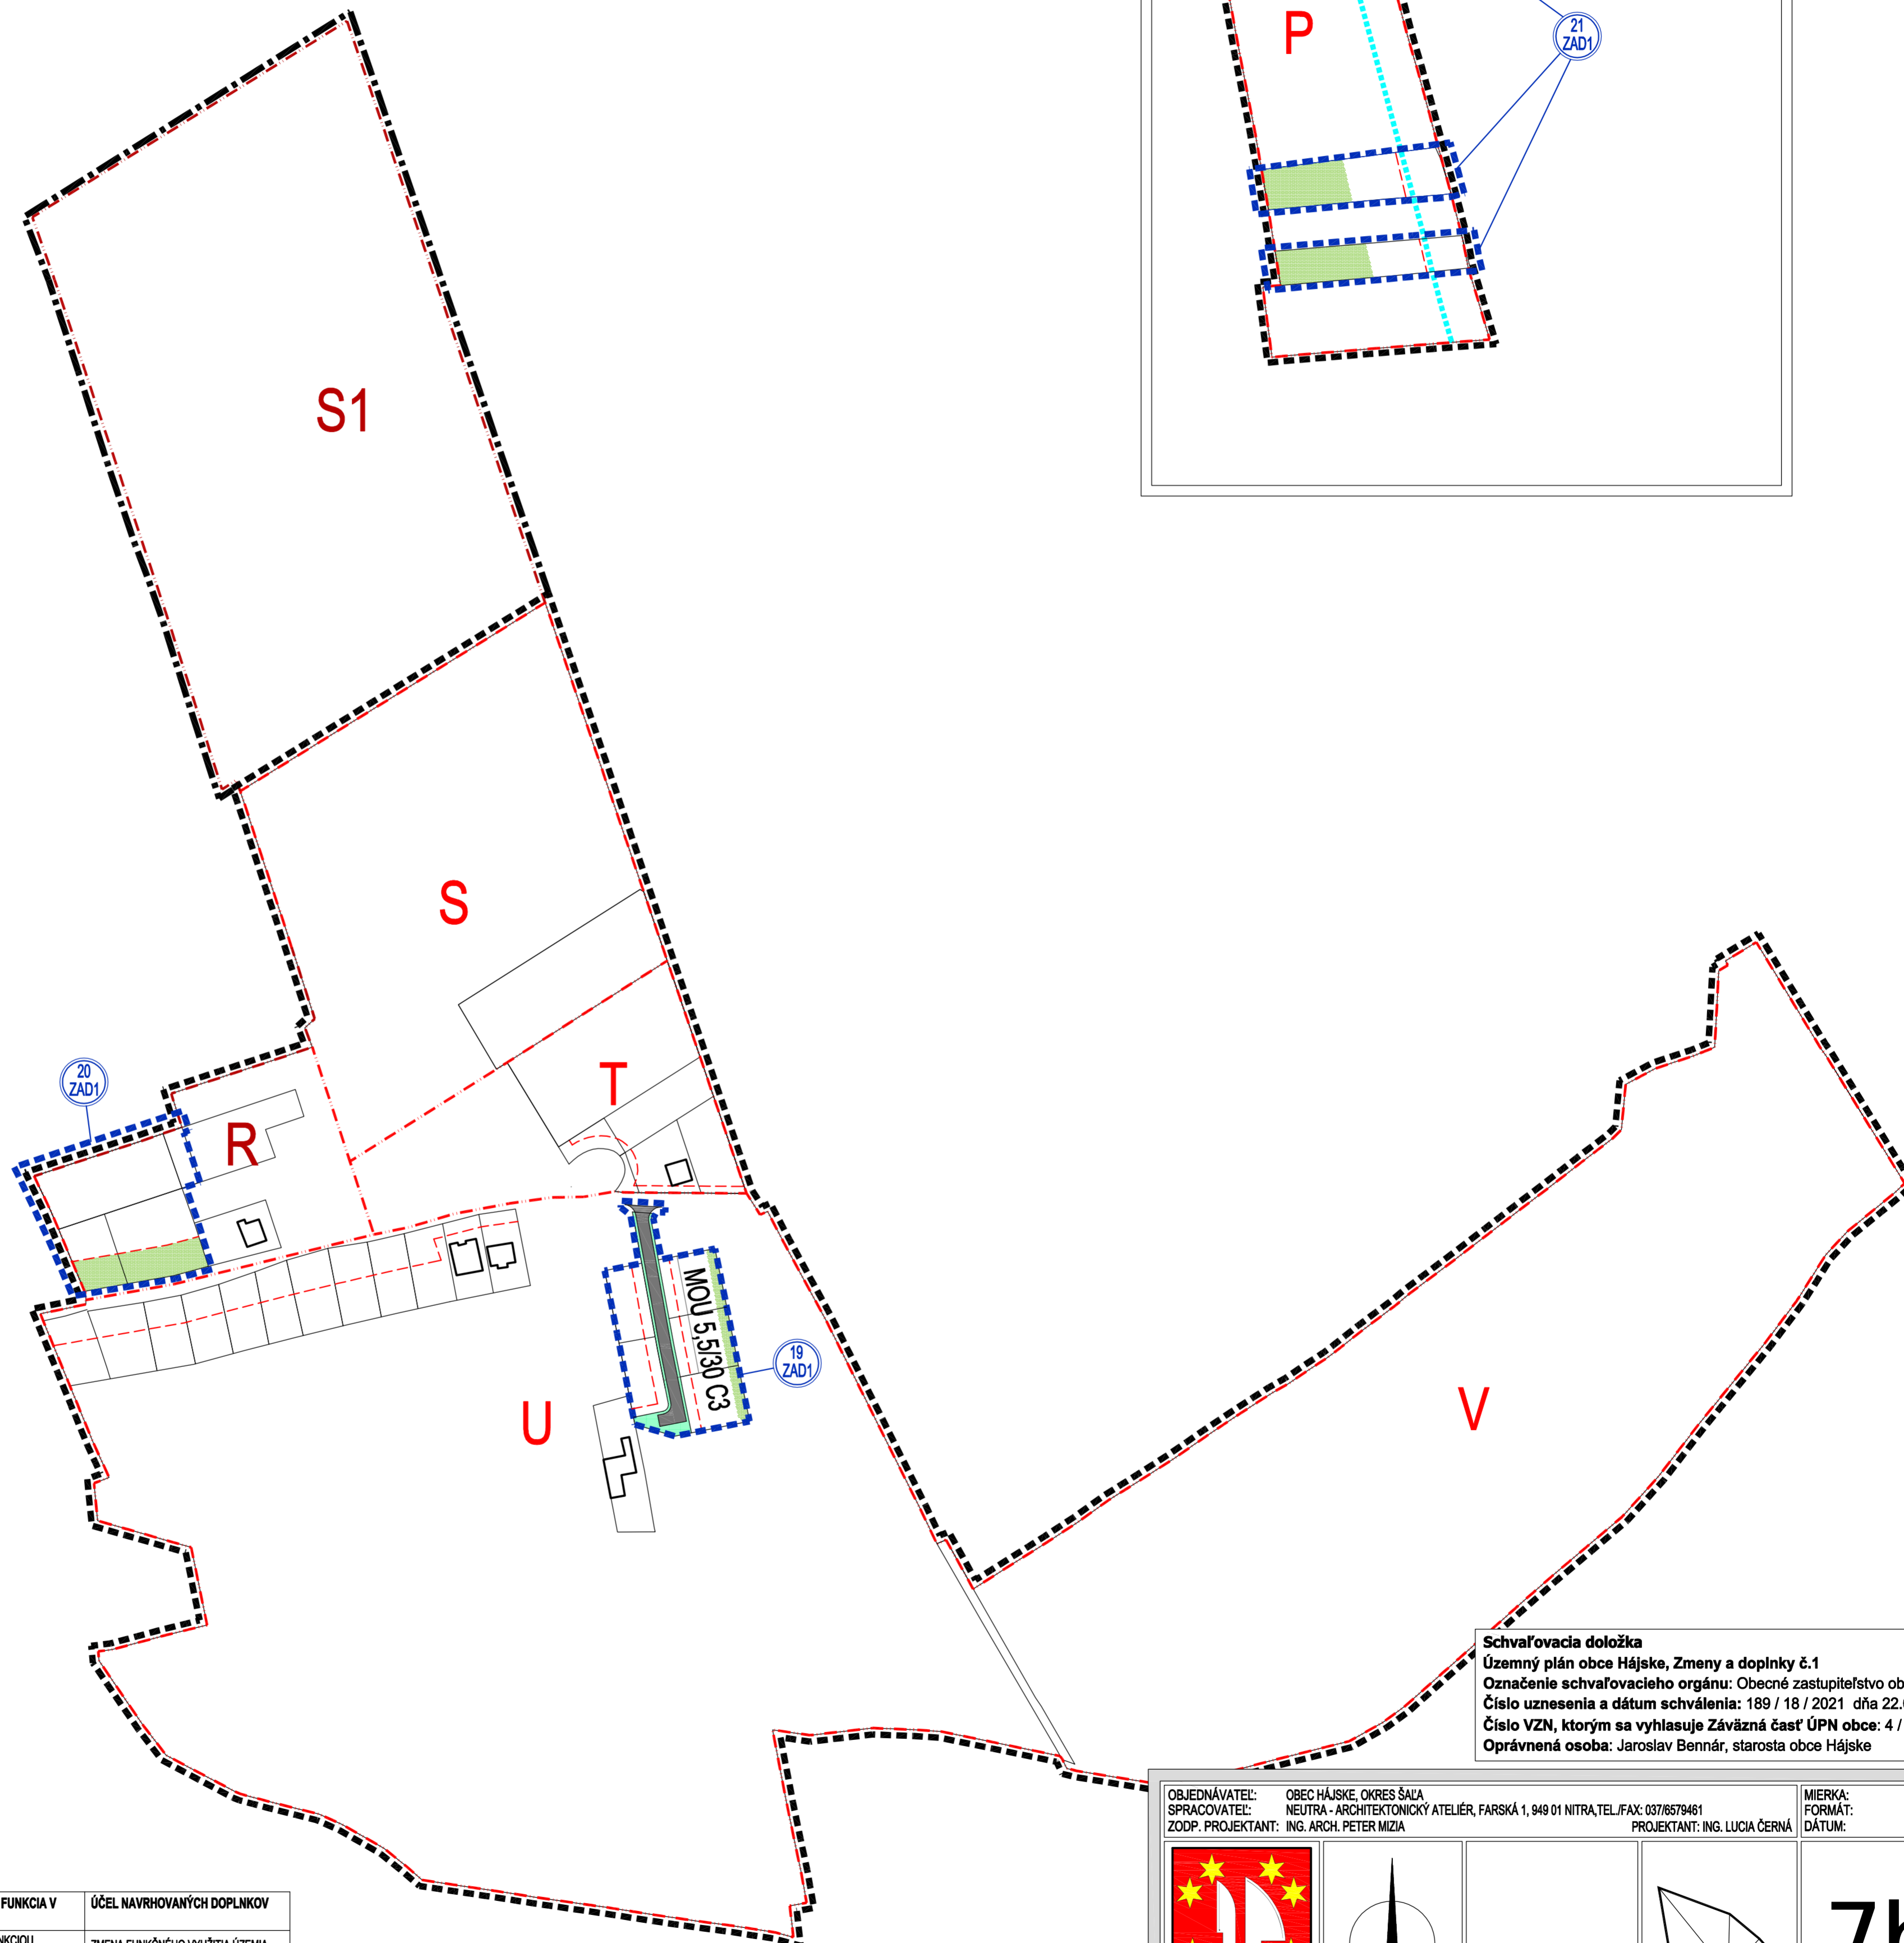 P
21
ZAD1
S1
S
T
20
ZAD1
R
MOU 5,5/30 C3
19
ZAD1
U
V
Schvaľovacia doložka
Územný plán obce Hájske, Zmeny a doplnky č.1
Označenie schvaľovacieho orgánu: Obecné zastupiteľstvo
Číslo uznesenia a dátum schválenia: 189 / 18 / 2021 dňa 22.
Číslo VZN, ktorým sa vyhlasuje Záväzná časť ÚPN obce: 4 /
Oprávnená osoba: Jaroslav Bennár, starosta obce Hájske
OBJEDNÁVATEĽ: OBEC HÁJSKE, OKRES ŠAĽA
SPRACOVATEĽ: NEUTRA - ARCHITEKTONICKÝ ATELIÉR, FARSKÁ 1, 949 01 NITRA,TEL./FAX: 037/6579461
ZODP. PROJEKTANT: ING. ARCH. PETER MIZIA PROJEKTANT: ING. LUCIA ČERNÁ
MIERKA:
FORMÁT:
DÁTUM:
FUNKCIA V
ÚČEL NAVRHOVANÝCH DOPLNKOV
ZMENA FUNKČNÉHO VYUŽITIA ÚZEMIA